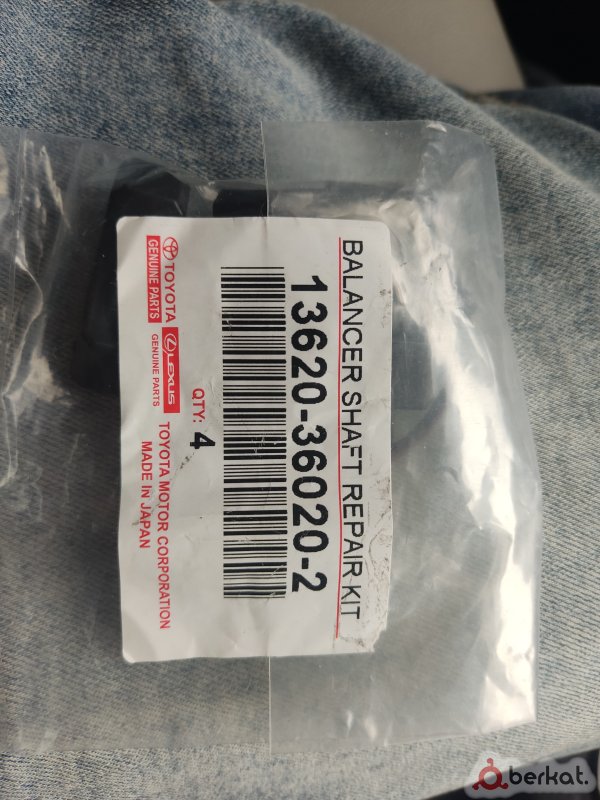 BALANCER SHAFT REPAIR KIT
13620-36020-2
QTY: 4
TOYOTA
GENUINE PARTS
LEXUS
GENUINE PARTS
TOYOTA MOTOR CORPORATION
MADE IN JAPAN
berkat.